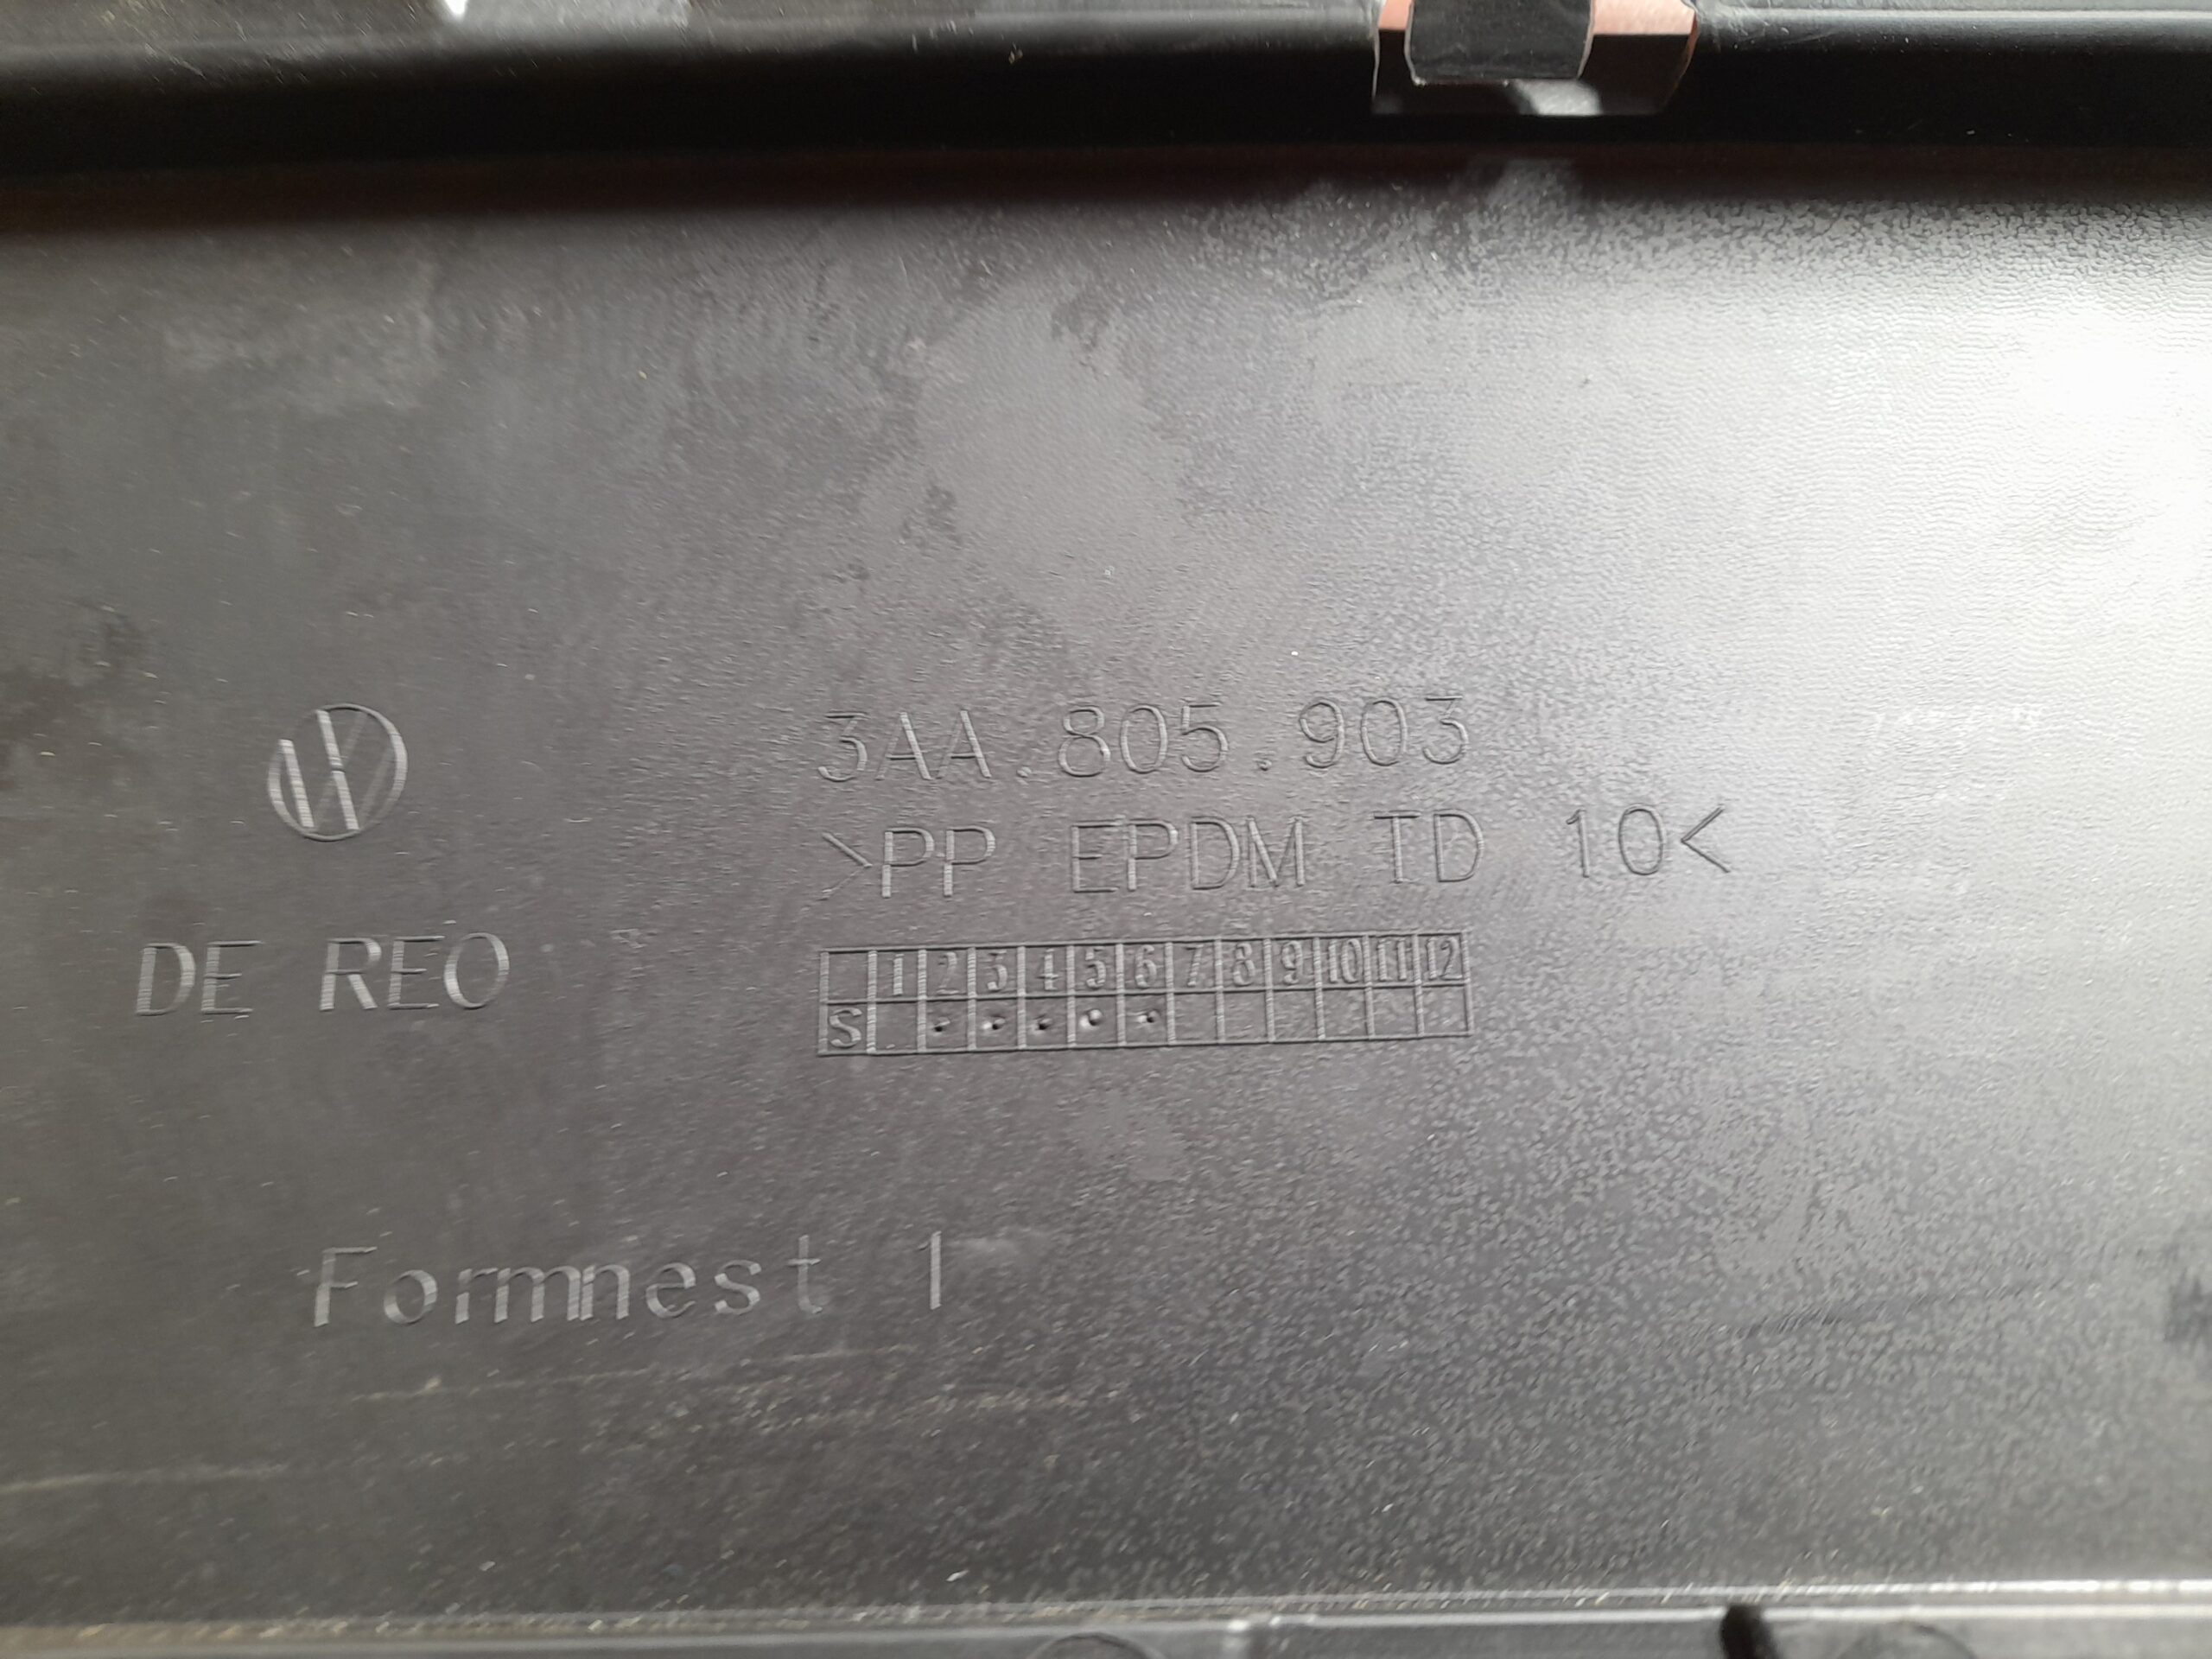 3AA.805.903
>PP EPDM TD 10<
DE REO
1 2 3 4 5 6 7 8 9 10 11 12
S
Formnest 1